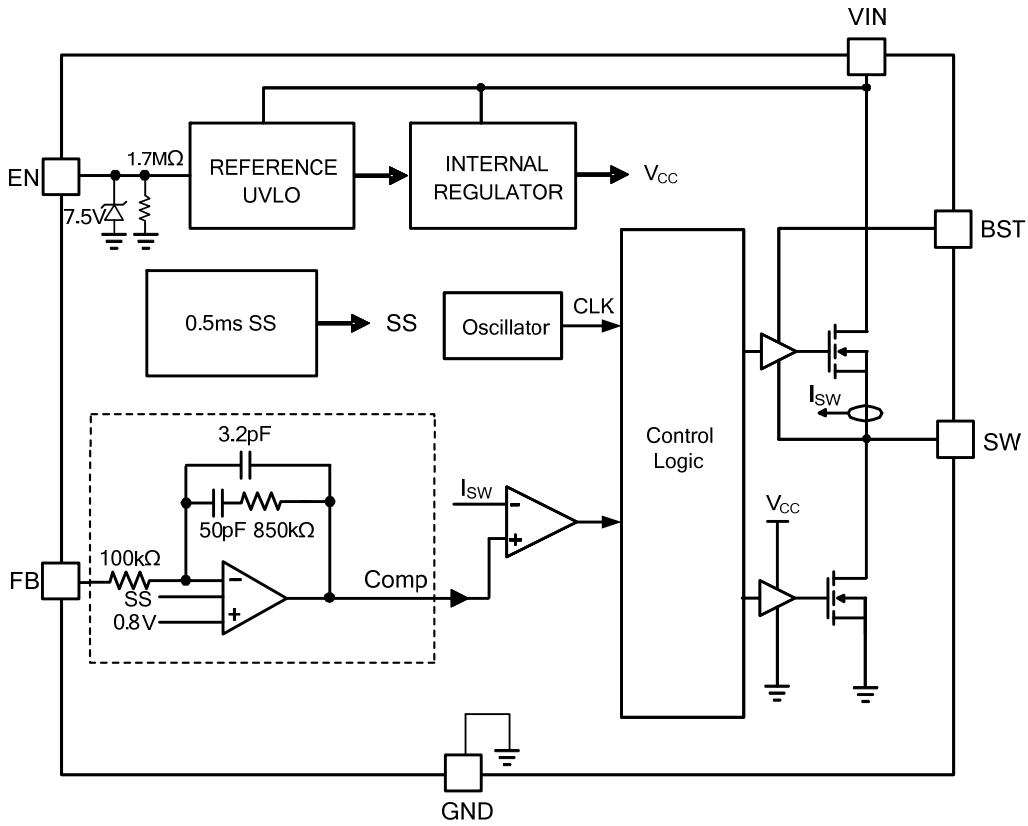 VIN
EN
1.7MΩ
7.5V
REFERENCE
UVLO
INTERNAL
REGULATOR
VCC
BST
0.5ms SS
SS
Oscillator
CLK
Control
Logic
ISW
SW
3.2pF
50pF 850kΩ
ISW
-
+
VCC
FB
100kΩ
-
SS
+
0.8V
Comp
GND